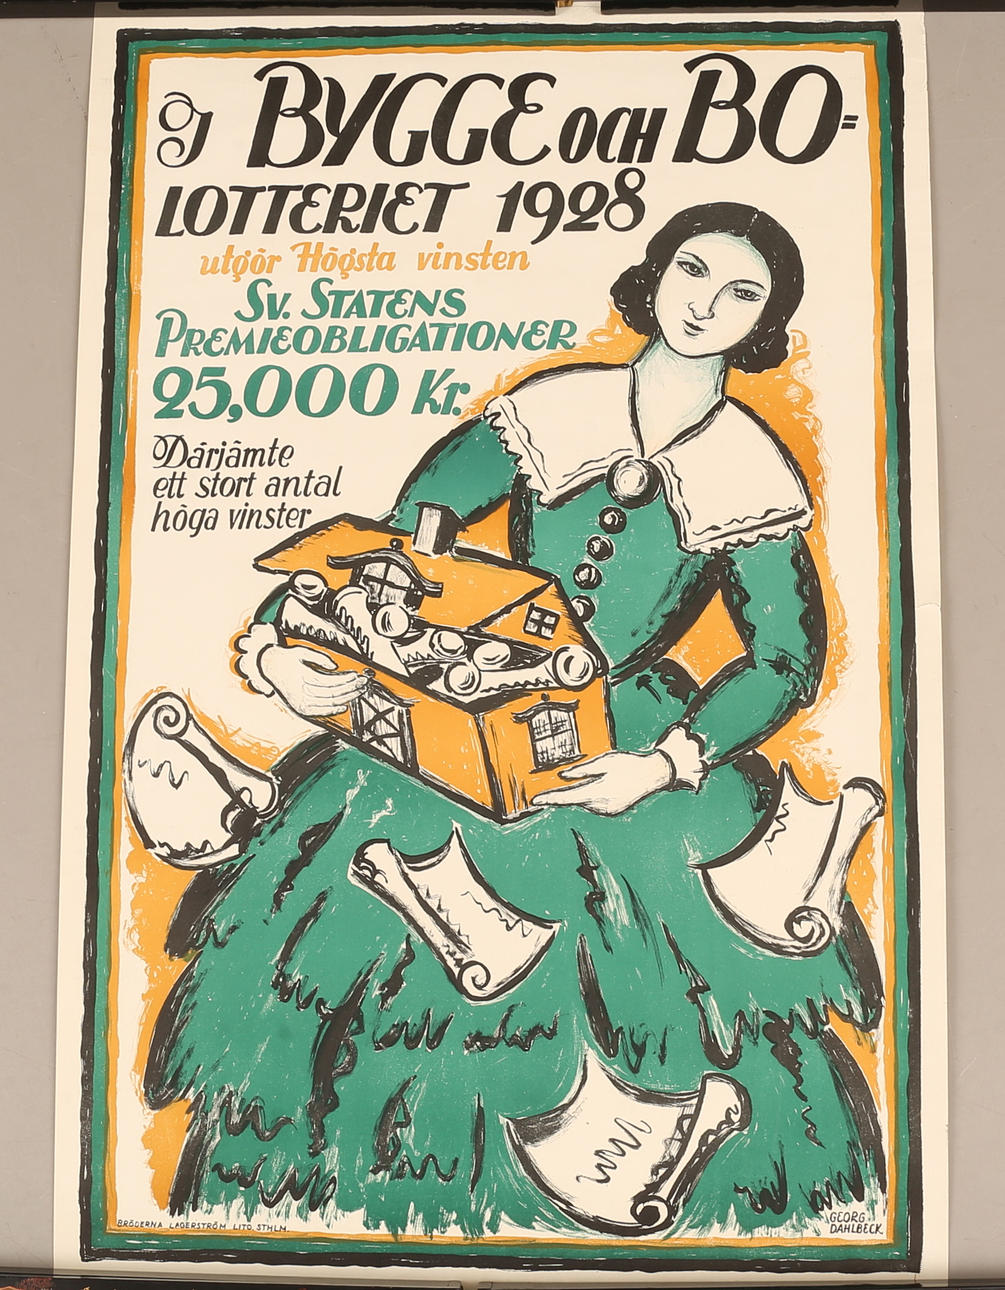 I BYGGE OCH BO=
LOTTERIET 1928
utgör Högsta vinsten
Sv. STATENS
PREMIEOBLIGATIONER
25,000 Kr.
Därjämte
ett stort antal
höga vinster
BRÖDERNA LAGERSTRÖM LITO. STHLM.
GEORG
DAHLBECK